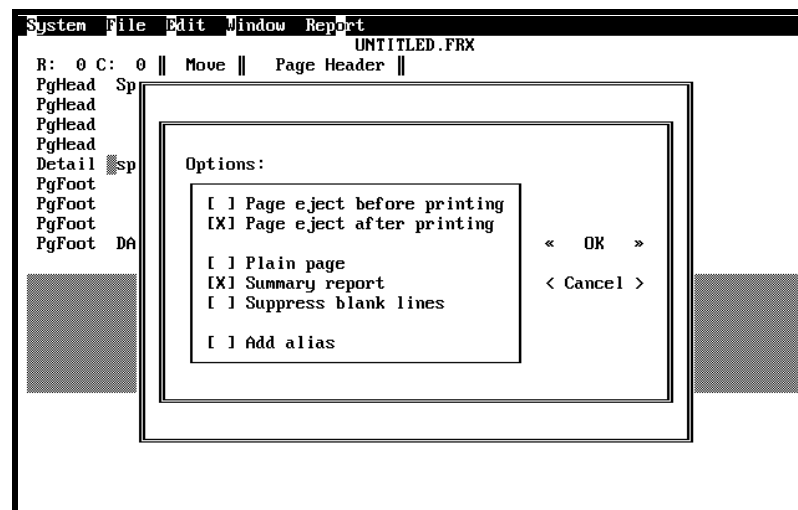 System File Edit Window Report
UNTITLED.FRX
R: 0 C: 0 ‖ Move ‖ Page Header ‖
PgHead Sp
PgHead
PgHead
PgHead
Detail sp
PgFoot
PgFoot
PgFoot
PgFoot DA
Options:
[ ] Page eject before printing
[X] Page eject after printing
[ ] Plain page
[X] Summary report
[ ] Suppress blank lines
[ ] Add alias
« OK »
< Cancel >